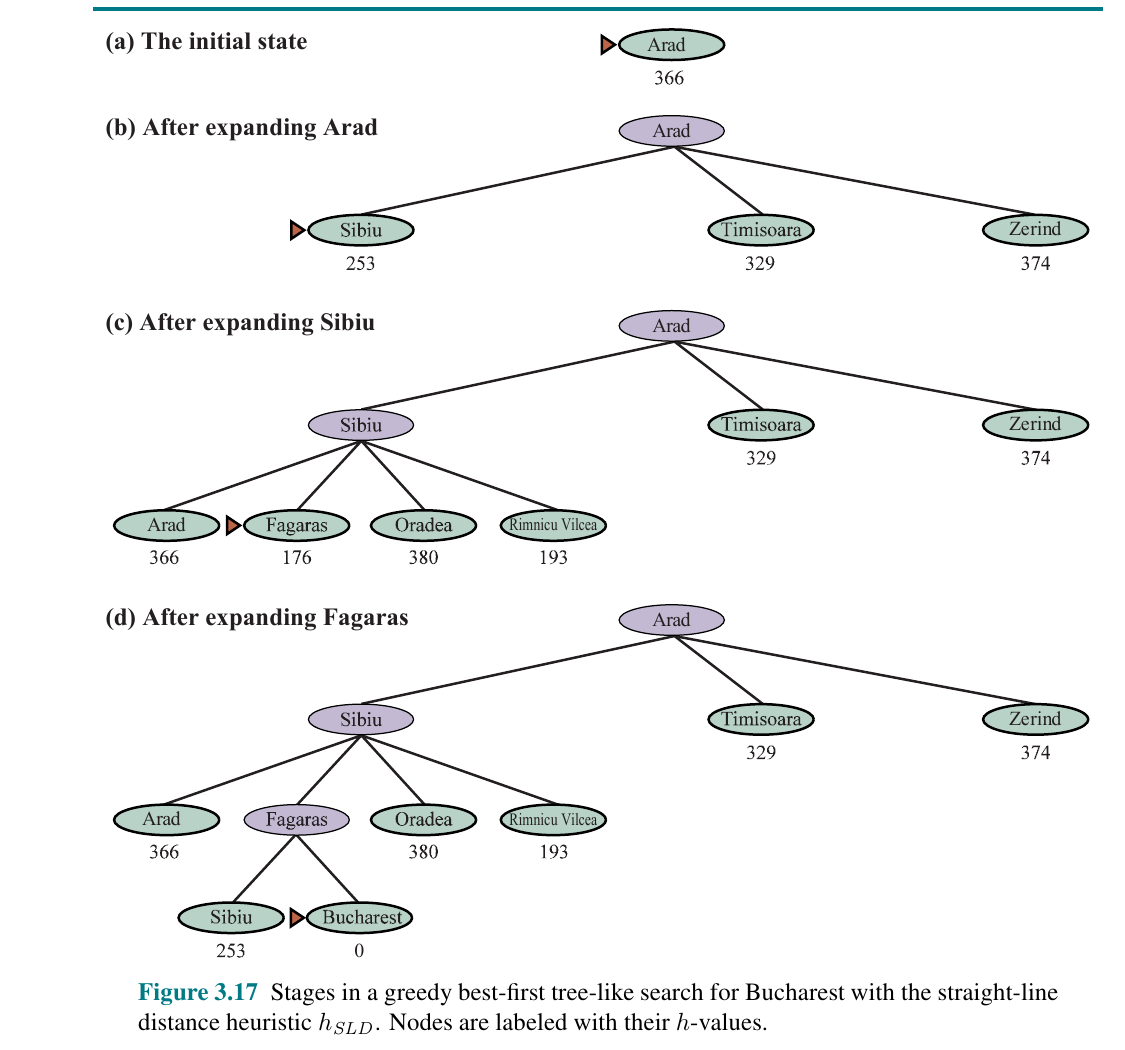 (a) The initial state
Arad
366
(b) After expanding Arad
Arad
Sibiu
Timisoara
Zerind
253
329
374
(c) After expanding Sibiu
Arad
Sibiu
Timisoara
Zerind
329
374
Arad
Fagaras
Oradea
Rimnicu Vilcea
366
176
380
193
(d) After expanding Fagaras
Arad
Sibiu
Timisoara
Zerind
329
374
Arad
Fagaras
Oradea
Rimnicu Vilcea
366
380
193
Sibiu
Bucharest
253
0
Figure 3.17 Stages in a greedy best-first tree-like search for Bucharest with the straight-line
distance heuristic hSLD. Nodes are labeled with their h-values.